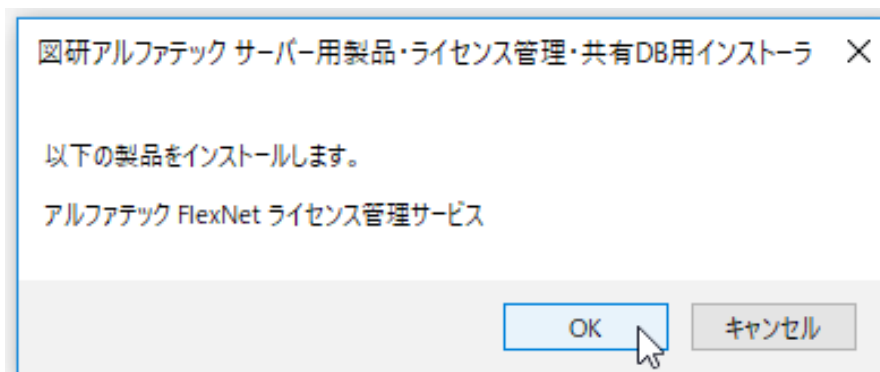 図研アルファテック サーバー用製品・ライセンス管理・共有DB用インストーラ
以下の製品をインストールします。
アルファテック FlexNet ライセンス管理サービス
OK
キャンセル